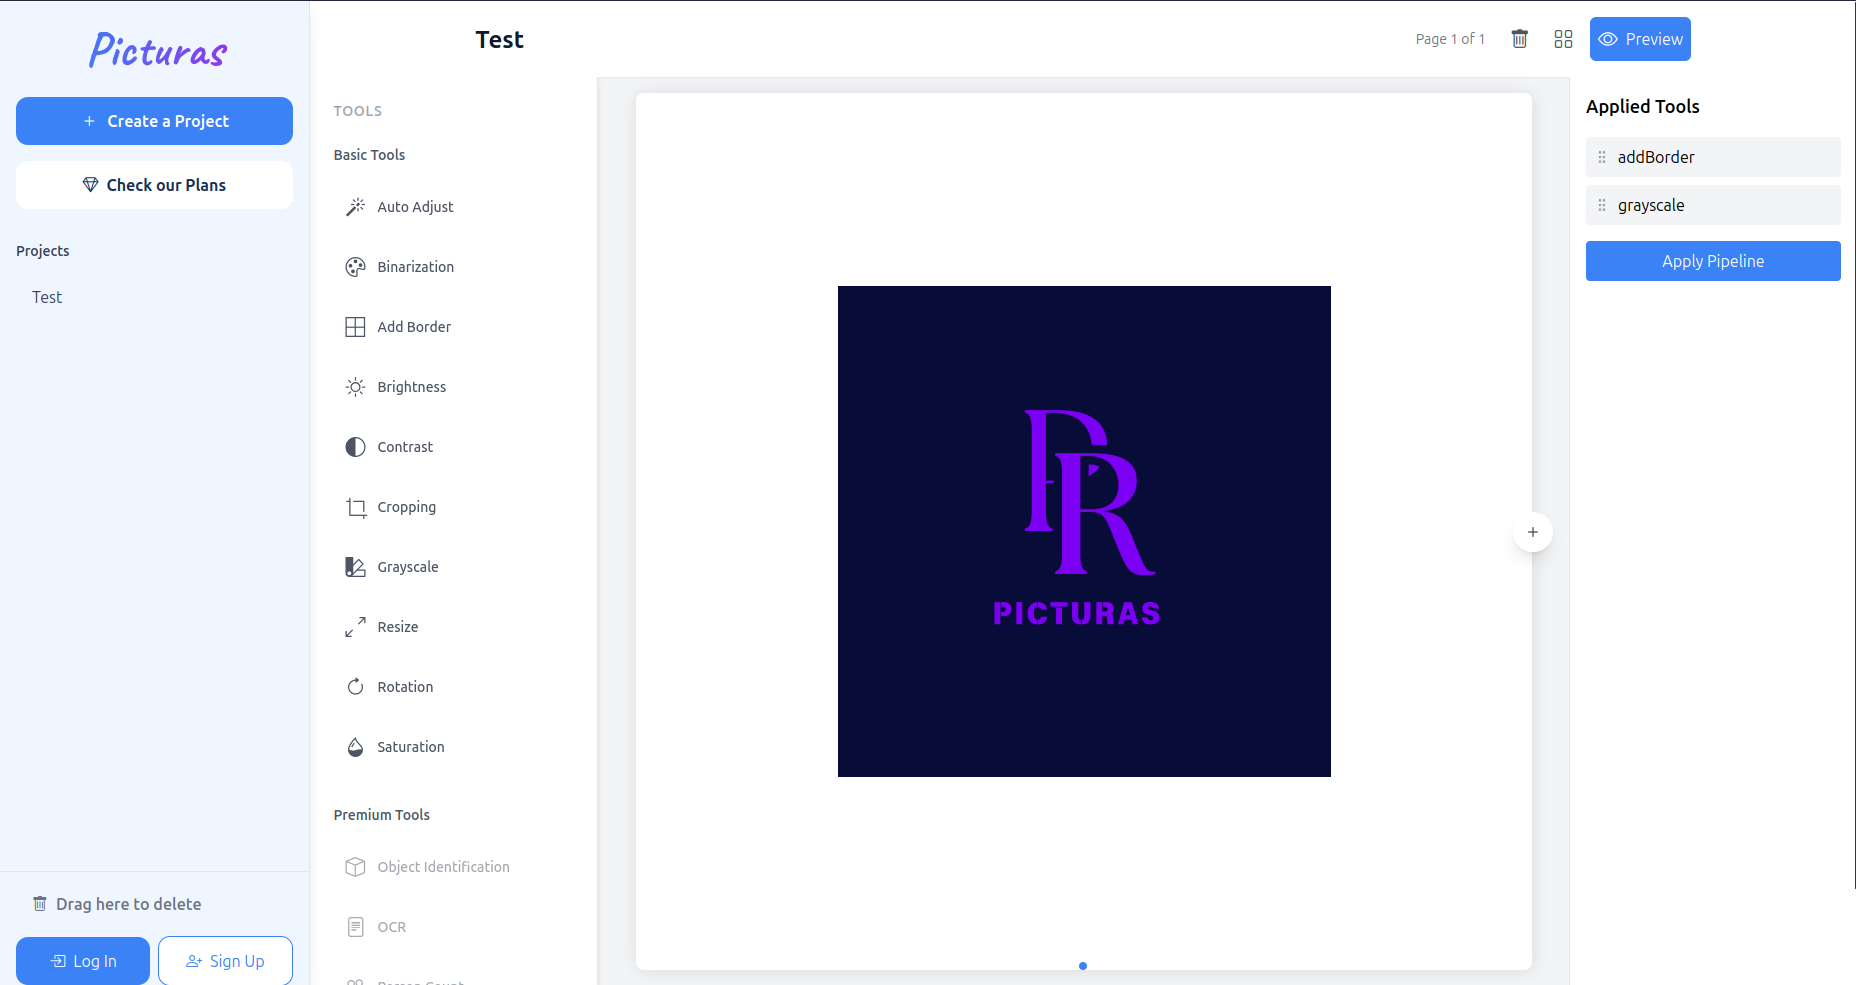 Picturas
Create a Project
Check our Plans
Projects
Test
Drag here to delete
Log In
Sign Up
Test
Page 1 of 1
Preview
TOOLS
Basic Tools
Auto Adjust
Binarization
Add Border
Brightness
Contrast
Cropping
Grayscale
Resize
Rotation
Saturation
Premium Tools
Object Identification
OCR
Person Count
PR
PICTURAS
Applied Tools
addBorder
grayscale
Apply Pipeline